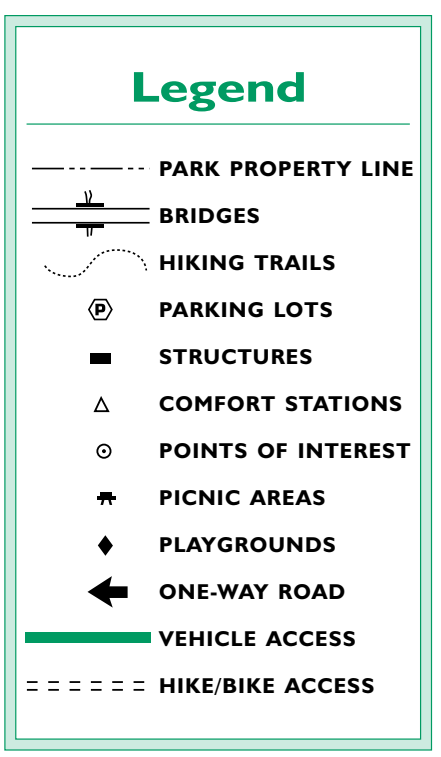 Legend
PARK PROPERTY LINE
BRIDGES
HIKING TRAILS
P PARKING LOTS
STRUCTURES
COMFORT STATIONS
POINTS OF INTEREST
PICNIC AREAS
PLAYGROUNDS
ONE-WAY ROAD
VEHICLE ACCESS
HIKE/BIKE ACCESS